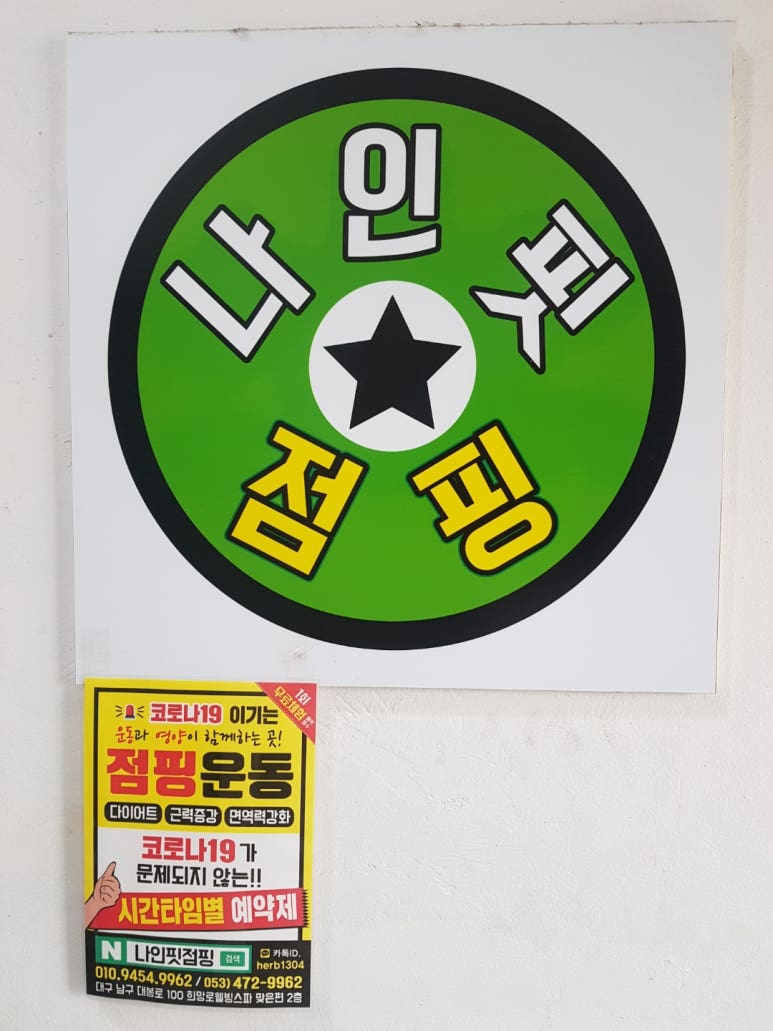 나인핏
점핑
1회
무료체험
코로나19 이기는
운동과 영양이 함께하는 곳!
점핑운동
다이어트 근력증강 면역력강화
코로나19가
문제되지 않는!!
시간타임별 예약제
N 나인핏점핑 검색
카톡ID.
herb1304
010.9454.9962 / 053) 472-9962
대구 남구 대봉로 100 희망로웰빙스파 맞은편 2층